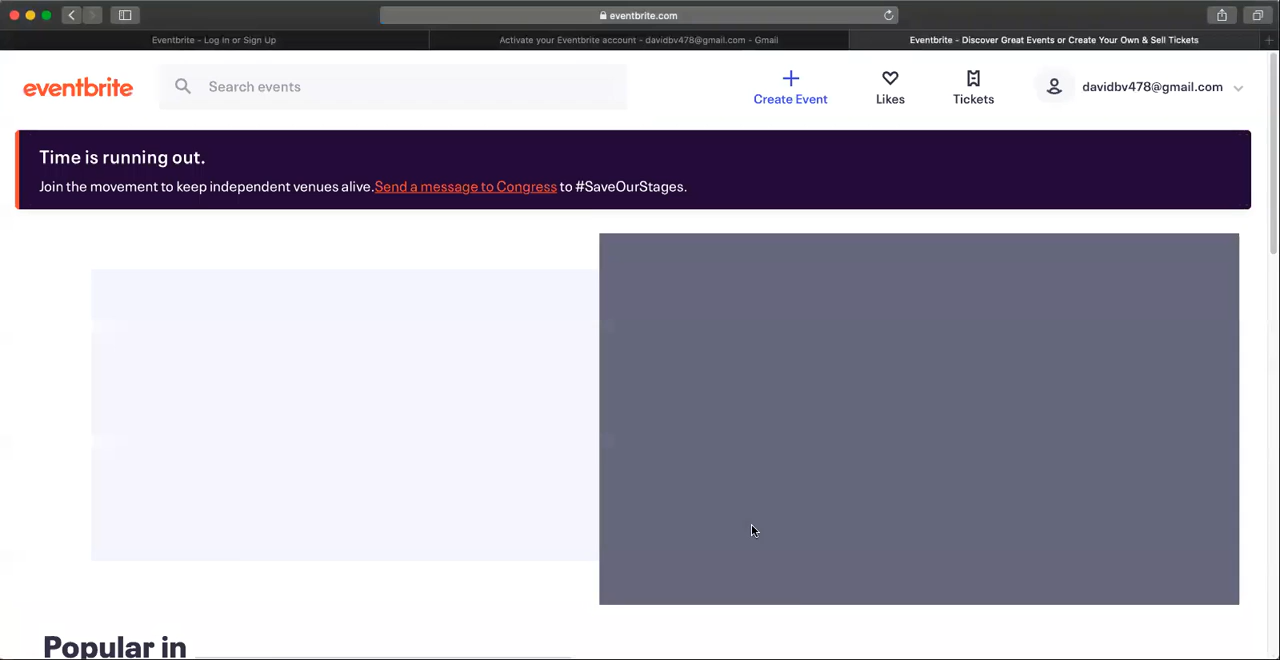 eventbrite.com
Eventbrite - Log In or Sign Up
Activate your Eventbrite account - davidbv478@gmail.com - Gmail
Eventbrite - Discover Great Events or Create Your Own & Sell Tickets
eventbrite
Search events
Create Event
Likes
Tickets
davidbv478@gmail.com
Time is running out.
Join the movement to keep independent venues alive.Send a message to Congress to #SaveOurStages.
Popular in